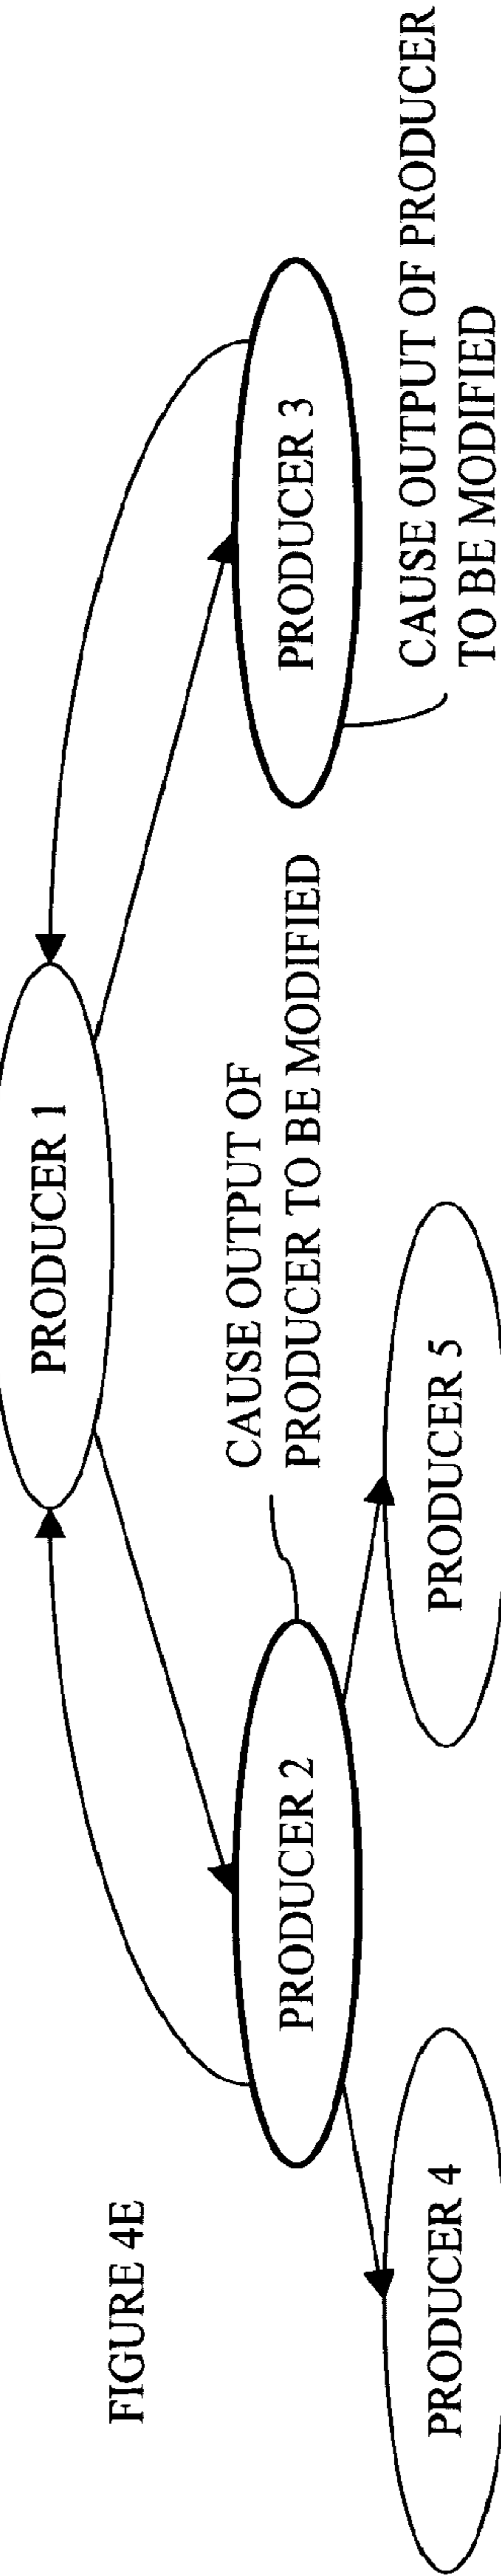 FIGURE 4E
PRODUCER 1
PRODUCER 2
CAUSE OUTPUT OF
PRODUCER TO BE MODIFIED
PRODUCER 3
CAUSE OUTPUT OF PRODUCER
TO BE MODIFIED
PRODUCER 4
PRODUCER 5